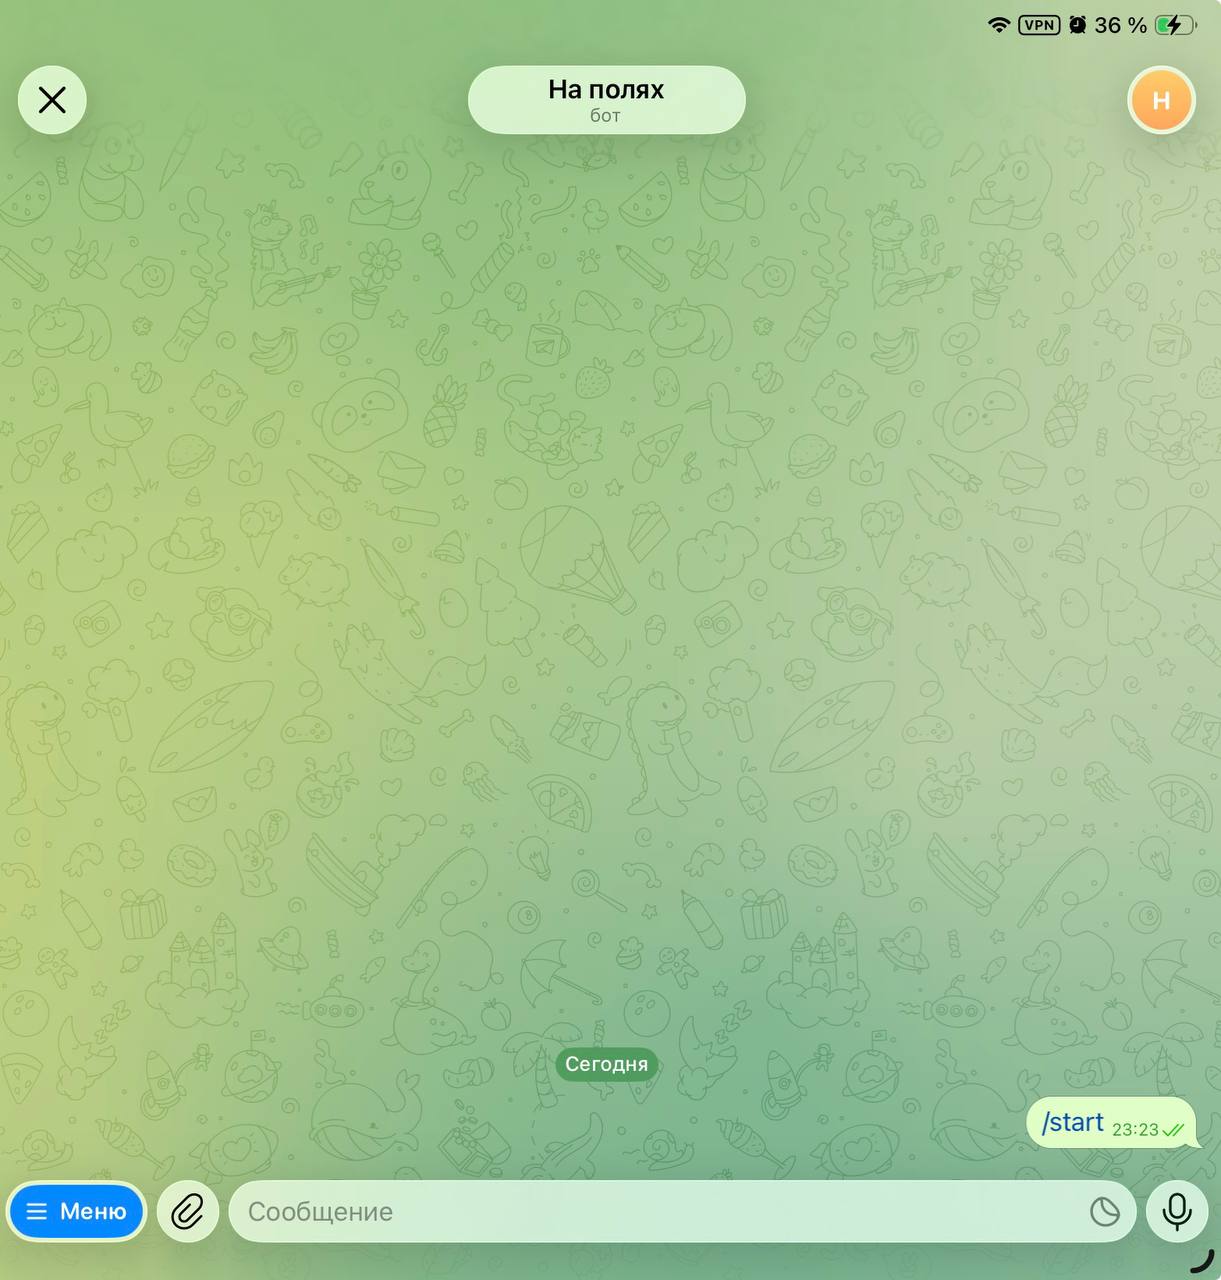 VPN 36 %
На полях
бот
Н
Сегодня
/start 23:23
Меню
Сообщение